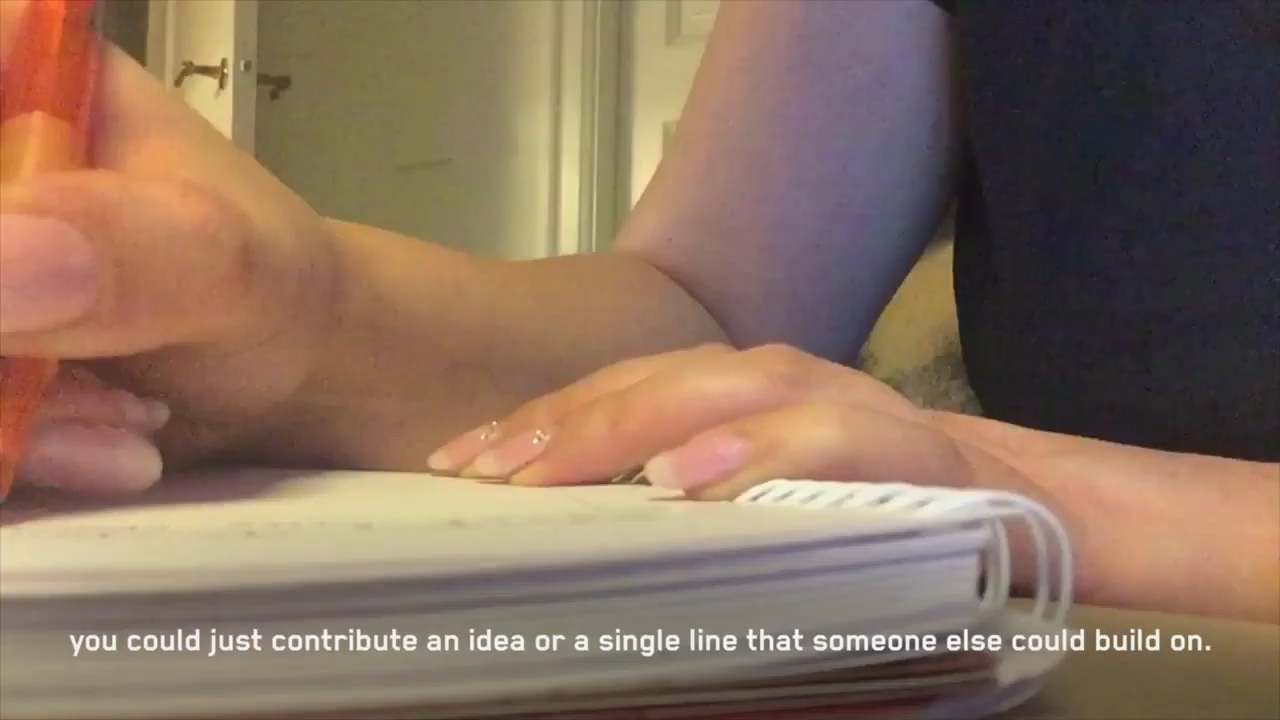 you could just contribute an idea or a single line that someone else could build on.